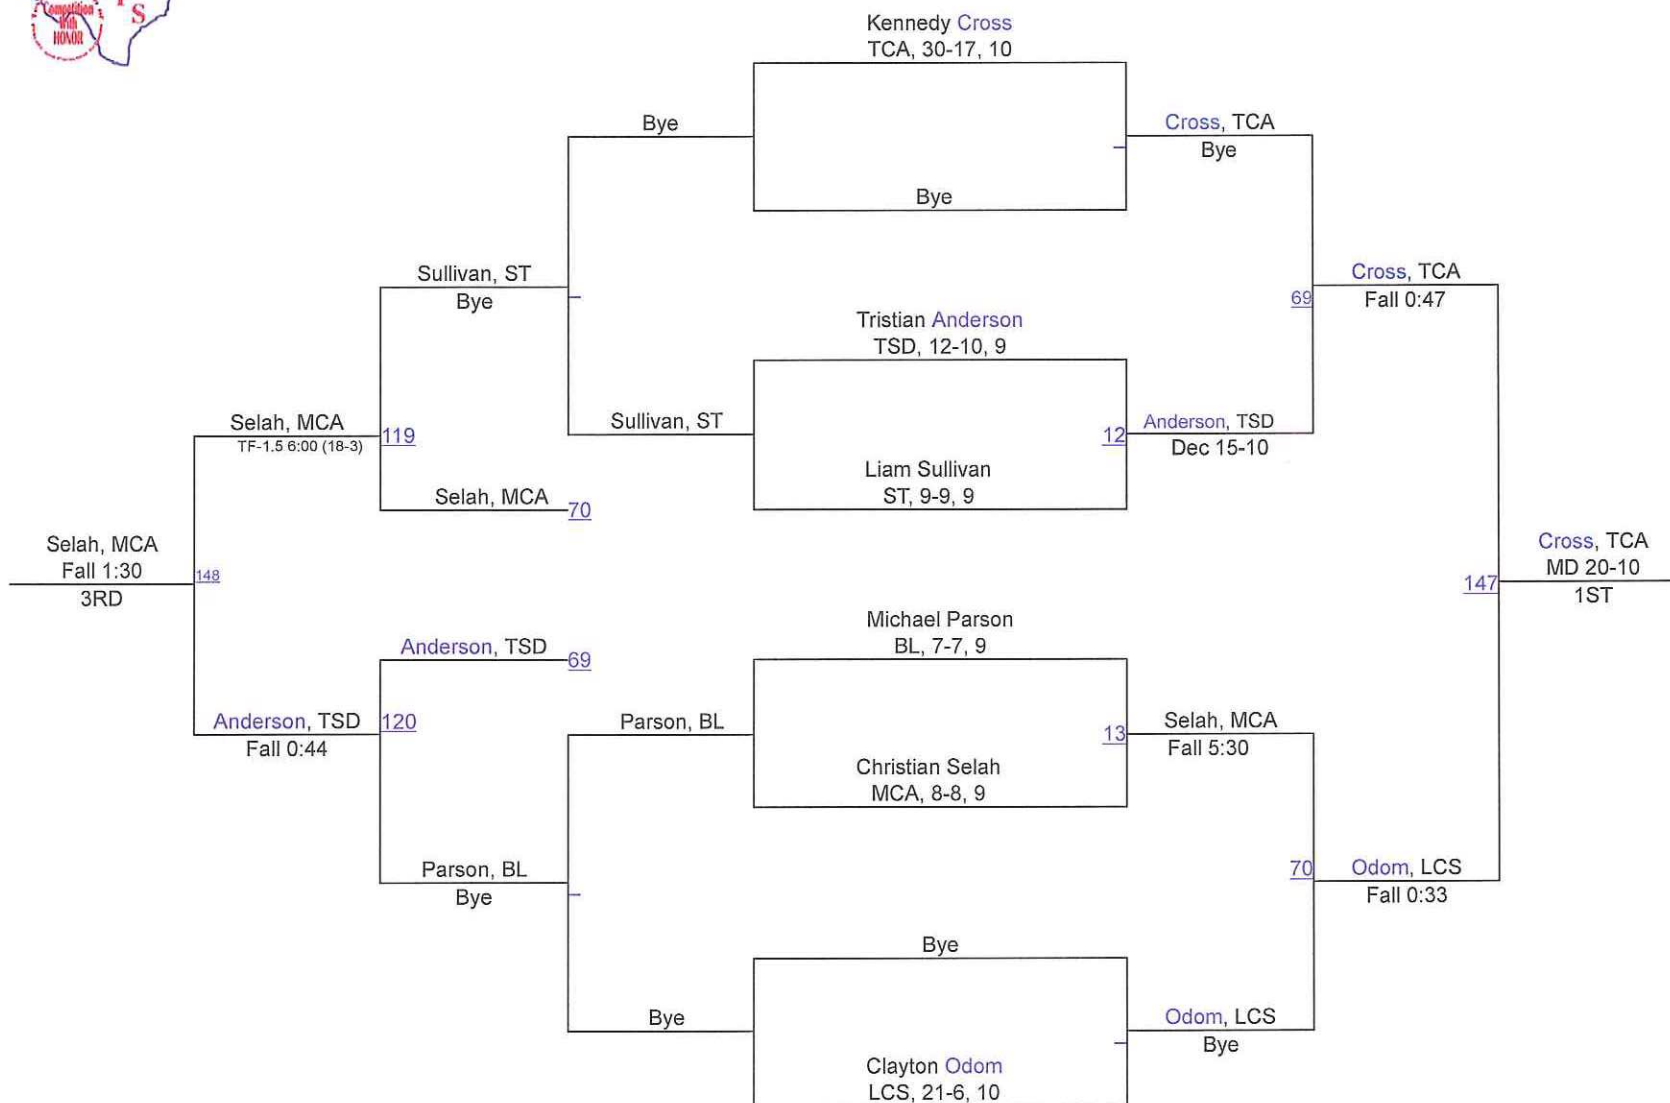 Competition
With
HONOR
S
Kennedy Cross
TCA, 30-17, 10
Bye
Cross, TCA
Bye
Bye
Sullivan, ST
Bye
Cross, TCA
Fall 0:47
69
Tristian Anderson
TSD, 12-10, 9
Selah, MCA
TF-1.5 6:00 (18-3)
119
Sullivan, ST
12
Anderson, TSD
Dec 15-10
Liam Sullivan
ST, 9-9, 9
Selah, MCA
70
Selah, MCA
Fall 1:30
3RD
148
Cross, TCA
MD 20-10
1ST
147
Michael Parson
BL, 7-7, 9
Anderson, TSD
69
Anderson, TSD
Fall 0:44
120
Parson, BL
13
Selah, MCA
Fall 5:30
Christian Selah
MCA, 8-8, 9
Parson, BL
Bye
70
Odom, LCS
Fall 0:33
Bye
Bye
Odom, LCS
Bye
Clayton Odom
LCS, 21-6, 10